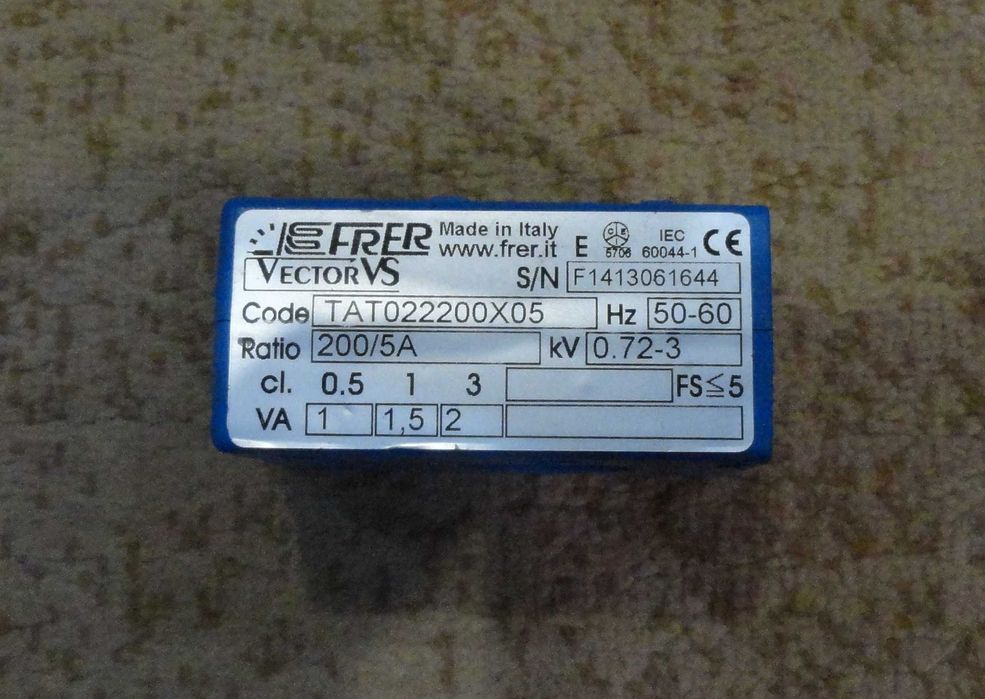 FRER Made in Italy
www.frer.it E IEC
60044-1 CE
VECTOR VS S/N F1413061644
Code TAT022200X05 Hz 50-60
Ratio 200/5A kV 0.72-3
cl. 0.5 1 3 FS≤5
VA 1 1,5 2